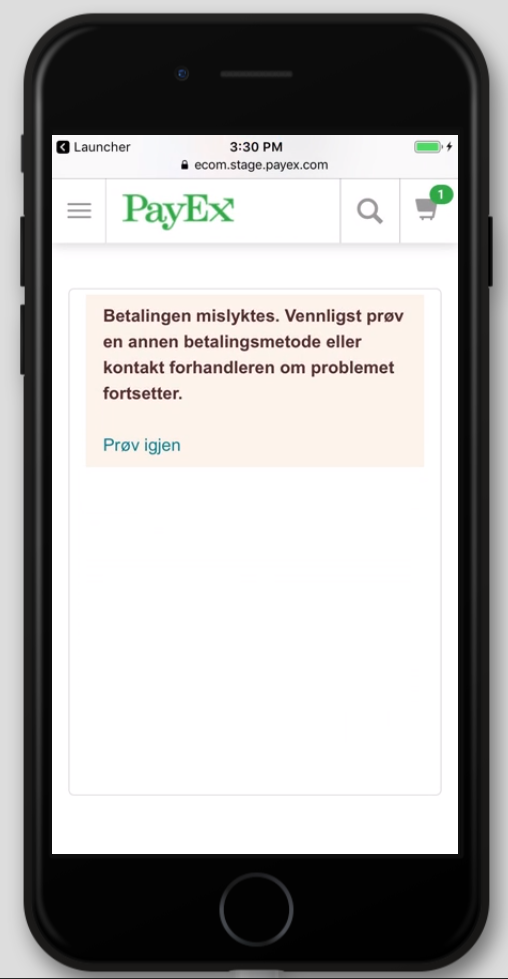 Launcher
3:30 PM
ecom.stage.payex.com
PayEx
1
Betalingen mislyktes. Vennligst prøv
en annen betalingsmetode eller
kontakt forhandleren om problemet
fortsetter.
Prøv igjen